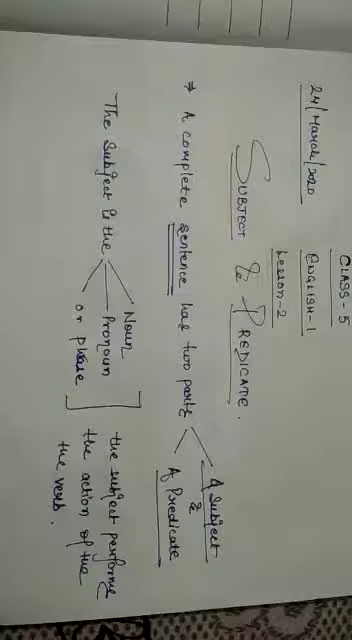 CLASS-5
24/March/2020
ENGLISH-1
Lesson-2
SUBJECT & PREDICATE.
→ A complete sentence has two parts
A Subject
&
A Predicate
The Subject is the
Noun
Pronoun
or phrase
the subject performs
the action of the
the verb.